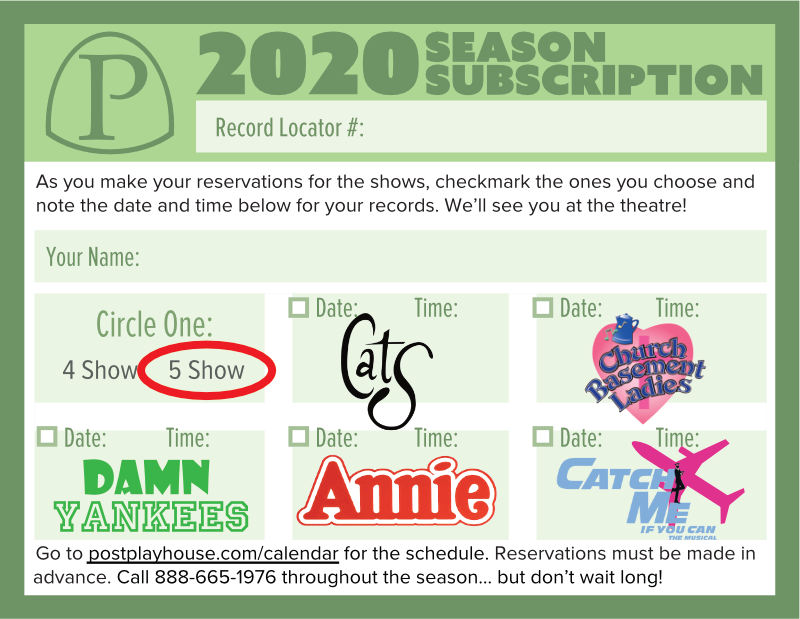 P
2020 SEASON
SUBSCRIPTION
Record Locator #:
As you make your reservations for the shows, checkmark the ones you choose and
note the date and time below for your records. We'll see you at the theatre!
Your Name:
Circle One:
4 Show 5 Show
Date: Time:
Cats
Date: Time:
Church
Basement
Ladies
Date: Time:
DAMN
YANKEES
Date: Time:
Annie
Date: Time:
CATCH
ME
IF YOU CAN
THE MUSICAL
Go to postplayhouse.com/calendar for the schedule. Reservations must be made in
advance. Call 888-665-1976 throughout the season... but don't wait long!